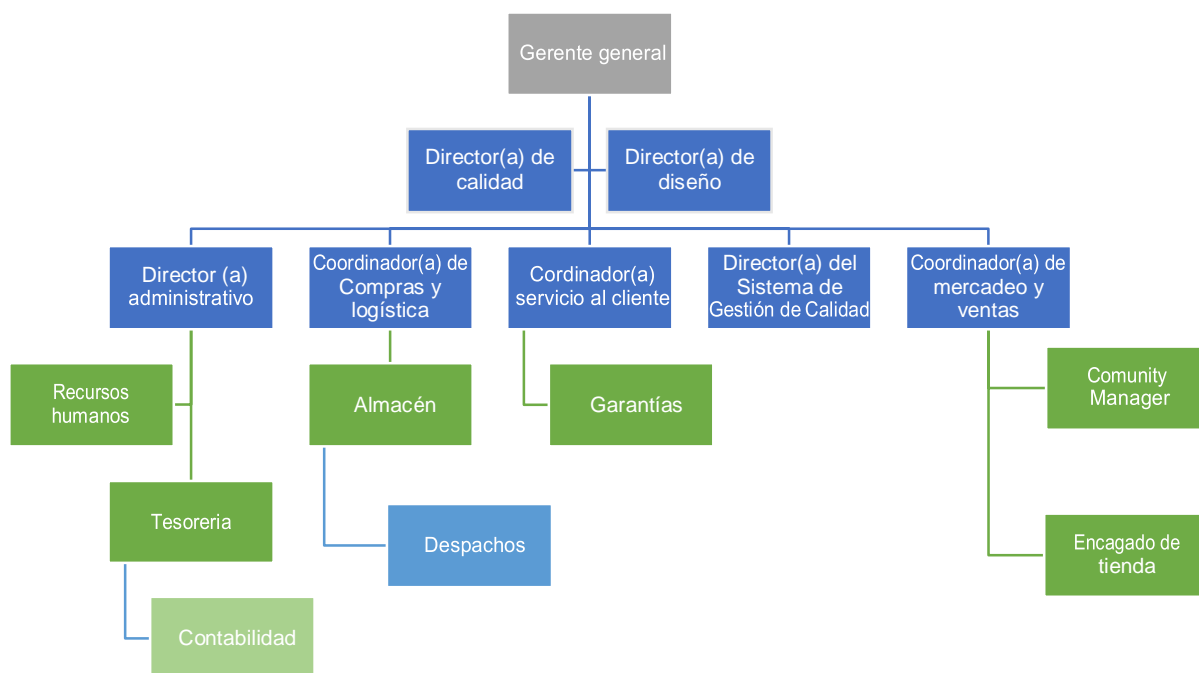 Gerente general
Director(a) de
calidad
Director(a) de
diseño
Director (a)
administrativo
Coordinador(a) de
Compras y
logística
Cordinador(a)
servicio al cliente
Director(a) del
Sistema de
Gestión de Calidad
Coordinador(a) de
mercadeo y
ventas
Recursos
humanos
Almacén
Garantías
Comunity
Manager
Tesoreria
Despachos
Encagado de
tienda
Contabilidad